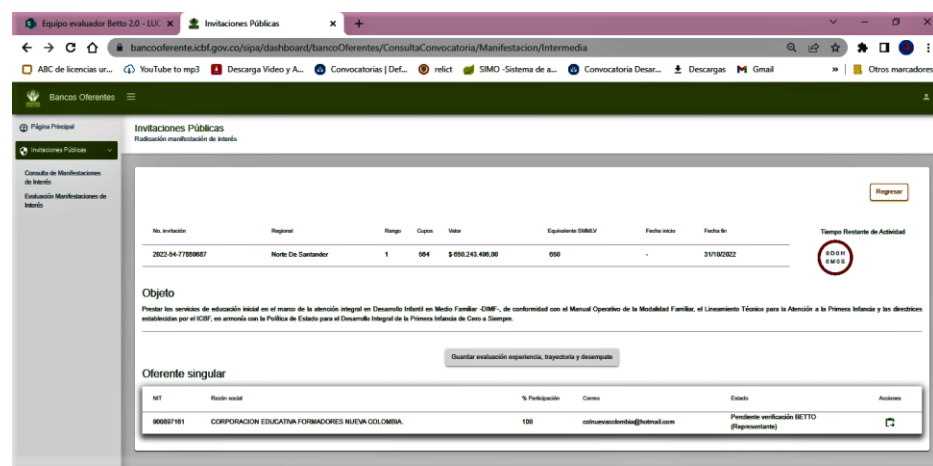 Equipo evaluador Betto 2.0 - LUC
Invitaciones Públicas
bancooferente.icbf.gov.co/sipa/dashboard/bancoOferentes/ConsultaConvocatoria/Manifestacion/Intermedia
ABC de licencias ur...
YouTube to mp3
Descarga Video y A...
Convocatorias | Def...
relict
SIMO -Sistema de a...
Convocatoria Desar...
Descargas
Gmail
»
Otros marcadores
Bancos Oferentes
Página Principal
Invitaciones Públicas
Consulta de Manifestaciones
de Interés
Evaluación Manifestaciones de
Interés
Invitaciones Públicas
Radicación manifestación de interés
Regresar
No. invitación Regional Rango Cupos Valor Equivalente SMMLV Fecha inicio Fecha fin Tiempo Restante de Actividad
2022-54-77880687 Norte De Santander 1 564 $ 650.243.496,00 650 - 31/10/2022
0D0H
0M0S
Objeto
Prestar los servicios de educación inicial en el marco de la atención integral en Desarrollo Infantil en Medio Familiar -DIMF-, de conformidad con el Manual Operativo de la Modalidad Familiar, el Lineamiento Técnico para la Atención a la Primera Infancia y las directrices
establecidas por el ICBF, en armonía con la Política de Estado para el Desarrollo Integral de la Primera Infancia de Cero a Siempre.
Guardar evaluación experiencia, trayectoria y desempate
Oferente singular
NIT Razón social % Participación Correo Estado Acciones
900897161 CORPORACION EDUCATIVA FORMADORES NUEVA COLOMBIA. 100 colnuevacolombia@hotmail.com Pendiente verificación BETTO
(Representante)